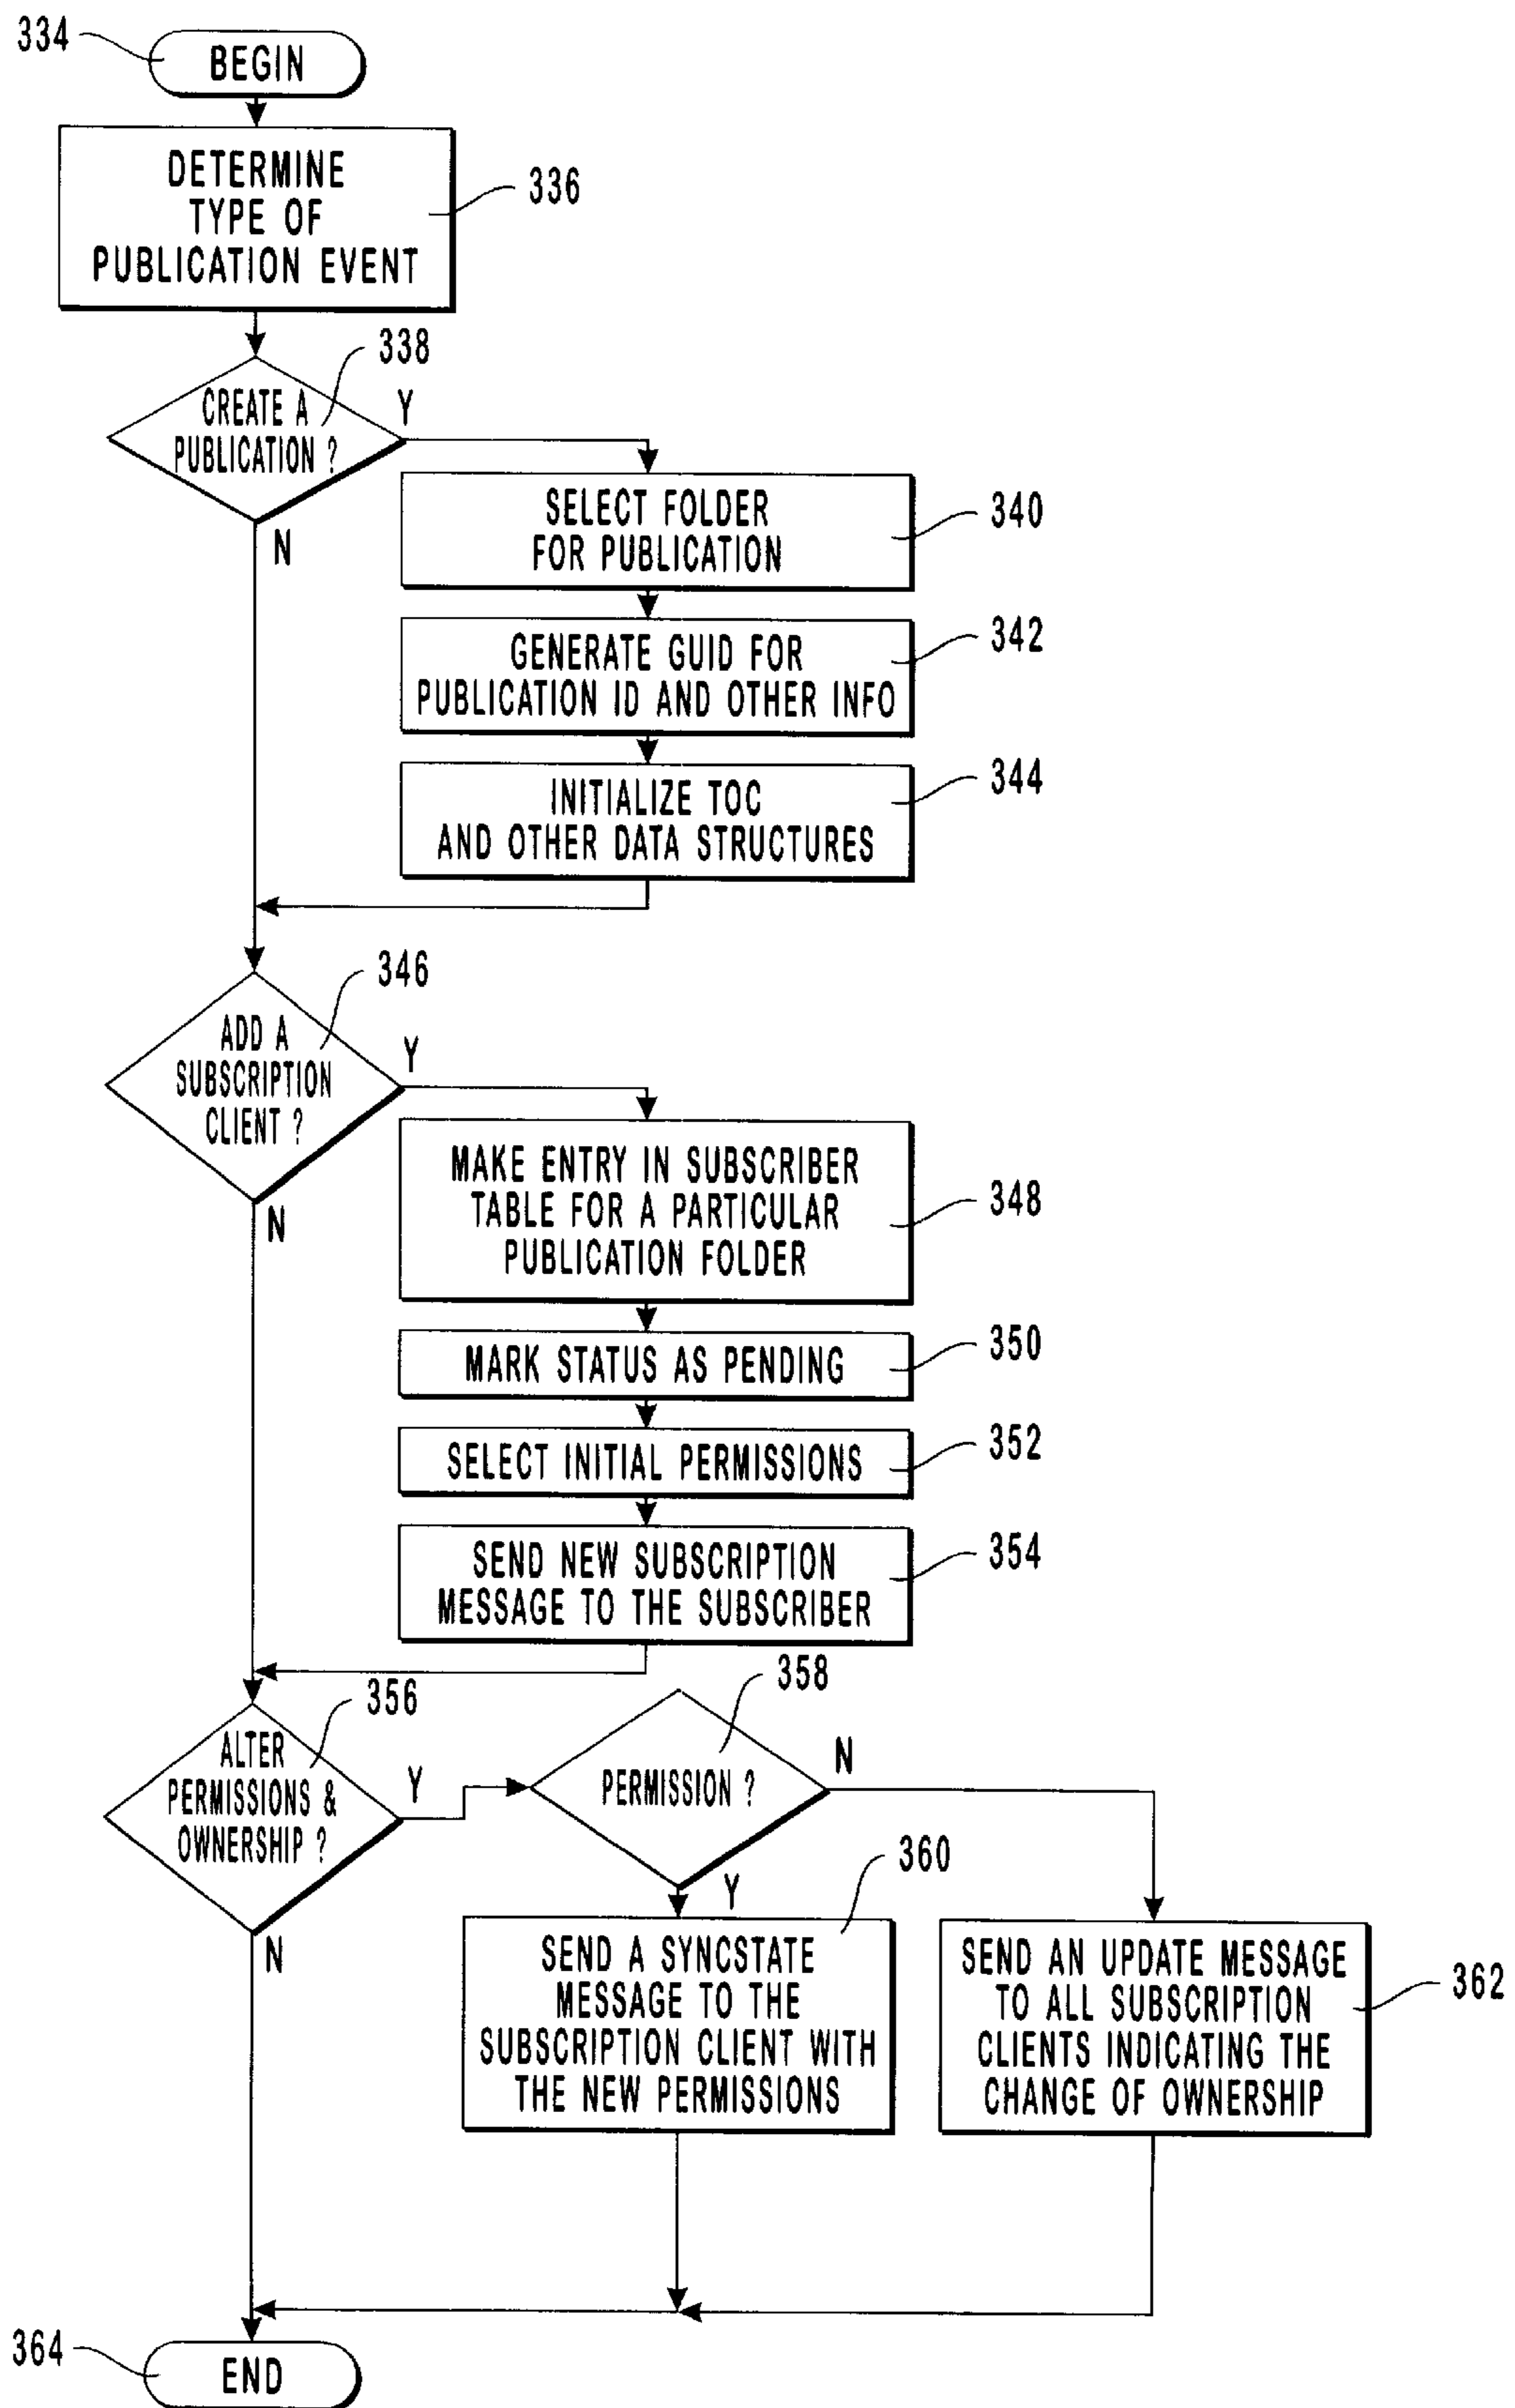 334
BEGIN
DETERMINE
TYPE OF
PUBLICATION EVENT
336
338
CREATE A
PUBLICATION ?
Y
N
SELECT FOLDER
FOR PUBLICATION
340
GENERATE GUID FOR
PUBLICATION ID AND OTHER INFO
342
INITIALIZE TOC
AND OTHER DATA STRUCTURES
344
346
ADD A
SUBSCRIPTION
CLIENT ?
Y
N
MAKE ENTRY IN SUBSCRIBER
TABLE FOR A PARTICULAR
PUBLICATION FOLDER
348
MARK STATUS AS PENDING
350
SELECT INITIAL PERMISSIONS
352
SEND NEW SUBSCRIPTION
MESSAGE TO THE SUBSCRIBER
354
356
ALTER
PERMISSIONS &
OWNERSHIP ?
Y
N
358
PERMISSION ?
N
Y
360
SEND A SYNCSTATE
MESSAGE TO THE
SUBSCRIPTION CLIENT WITH
THE NEW PERMISSIONS
SEND AN UPDATE MESSAGE
TO ALL SUBSCRIPTION
CLIENTS INDICATING THE
CHANGE OF OWNERSHIP
362
364
END